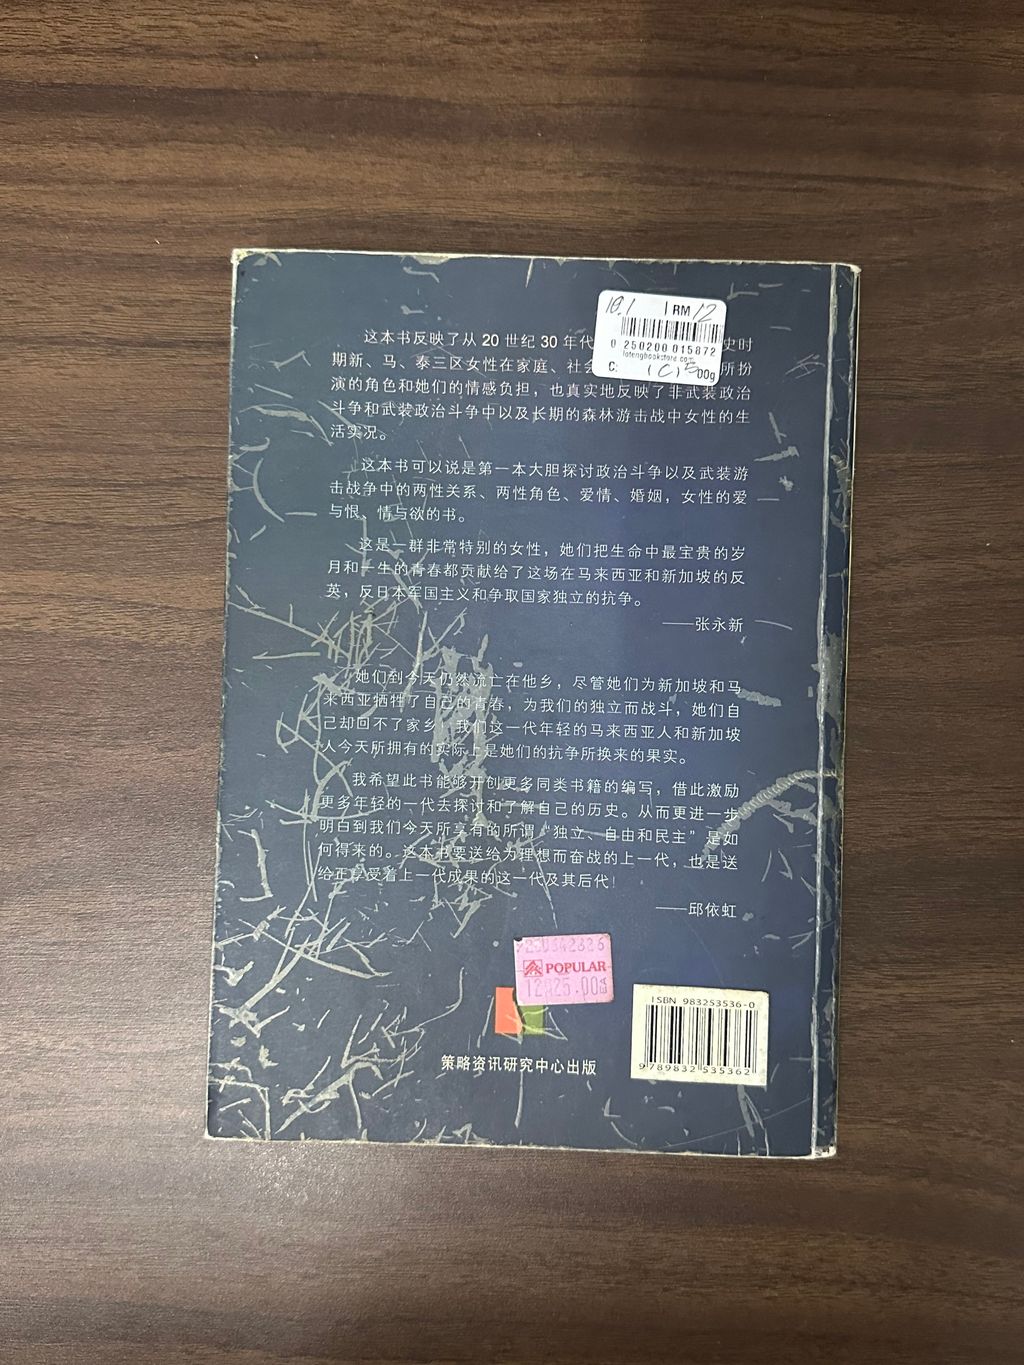 18.1 RM 12
0 250200 015872
lotengbookstore.com
C: (C) 500g
这本书反映了从 20 世纪 30 年代 史时
期新、马、泰三区女性在家庭、社会 所扮
演的角色和她们的情感负担，也真实地反映了非武装政治
斗争和武装政治斗争中以及长期的森林游击战中女性的生
活实况。
这本书可以说是第一本大胆探讨政治斗争以及武装游
击战争中的两性关系、两性角色、爱情、婚姻，女性的爱
与恨、情与欲的书。
这是一群非常特别的女性，她们把生命中最宝贵的岁
月和一生的青春都贡献给了这场在马来西亚和新加坡的反
英，反日本军国主义和争取国家独立的抗争。
——张永新
她们到今天仍然流亡在他乡，尽管她们为新加坡和马
来西亚牺牲了自己的青春，为我们的独立而战斗，她们自
己却回不了家乡，我们这一代年轻的马来西亚人和新加坡
人今天所拥有的实际上是她们的抗争所换来的果实。
我希望此书能够开创更多同类书籍的编写，借此激励
更多年轻的一代去探讨和了解自己的历史。从而更进一步
明白到我们今天所享有的所谓“独立、自由和民主”是如
何得来的。这本书要送给为理想而奋战的上一代，也是送
给正享受着上一代成果的这一代及其后代！
——邱依虹
POPULAR
策略资讯研究中心出版
ISBN 983253536-0
9 789832 535362